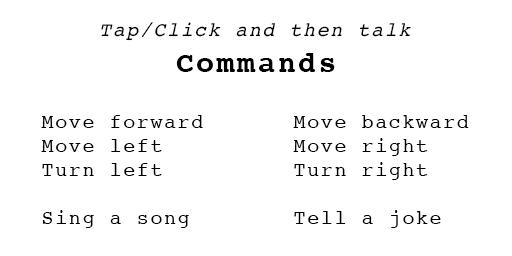 Tap/Click and then talk
Commands
Move forward Move backward
Move left Move right
Turn left Turn right
Sing a song Tell a joke